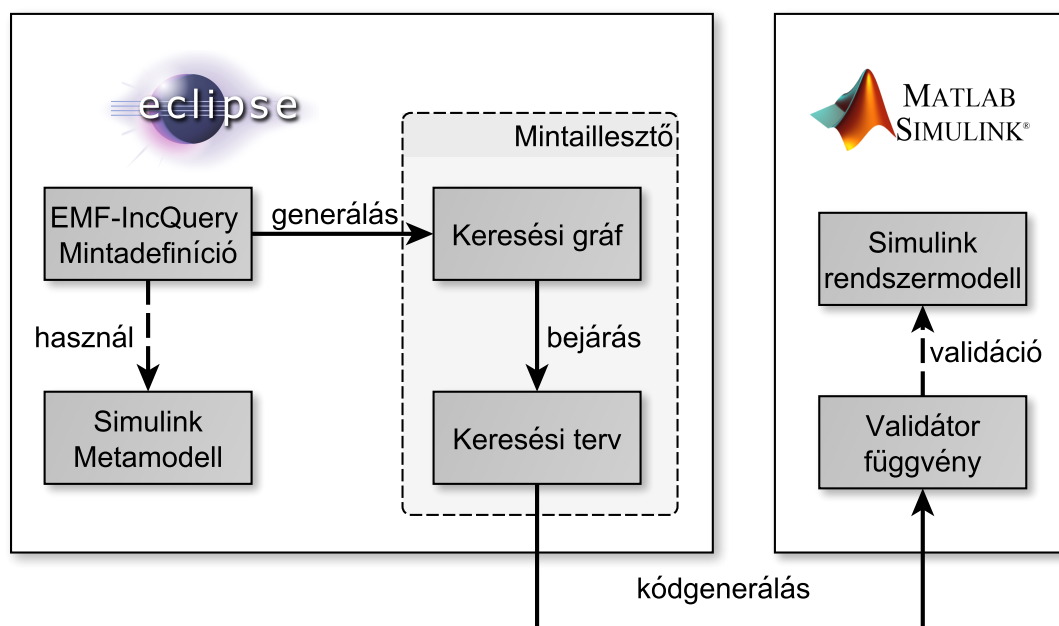 eclipse
Mintaillesztő
EMF-IncQuery
Mintadefiníció
generálás
Keresési gráf
használ
bejárás
Simulink
Metamodell
Keresési terv
MATLAB
SIMULINK®
Simulink
rendszermodell
validáció
Validátor
függvény
kódgenerálás